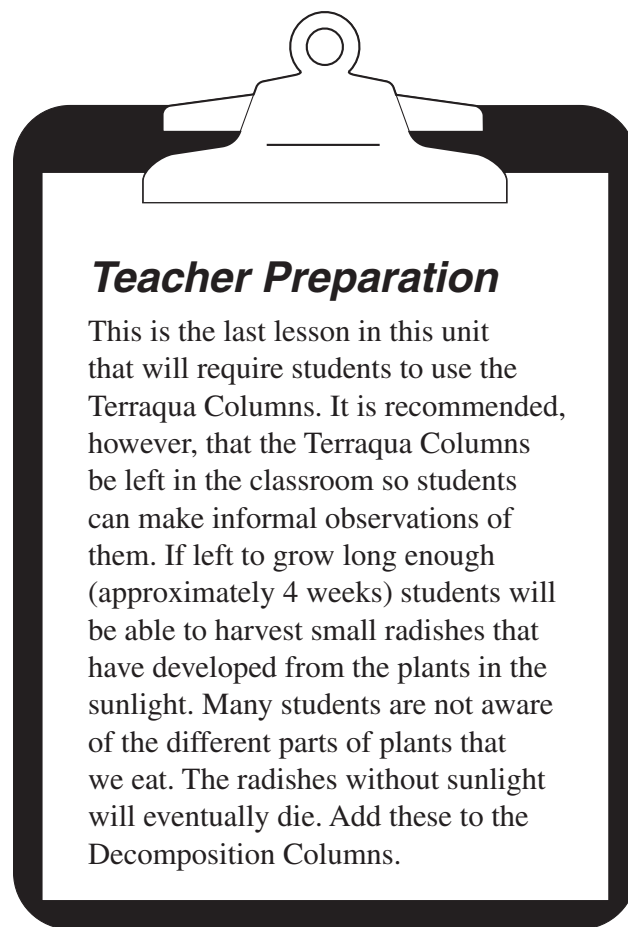 Teacher Preparation
This is the last lesson in this unit
that will require students to use the
Terraqua Columns. It is recommended,
however, that the Terraqua Columns
be left in the classroom so students
can make informal observations of
them. If left to grow long enough
(approximately 4 weeks) students will
be able to harvest small radishes that
have developed from the plants in the
sunlight. Many students are not aware
of the different parts of plants that
we eat. The radishes without sunlight
will eventually die. Add these to the
Decomposition Columns.